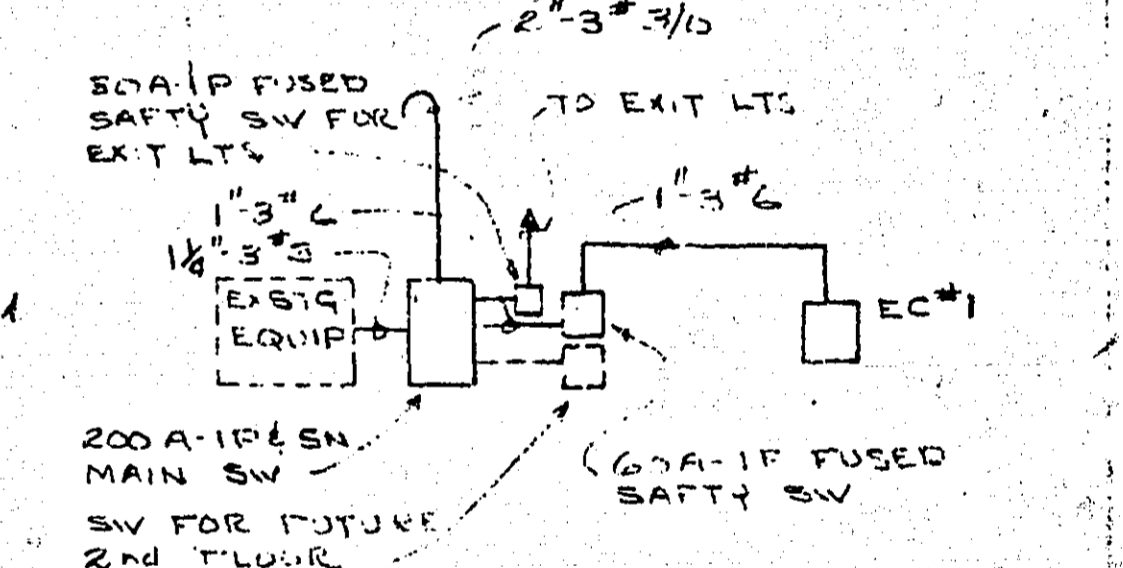 2"-3#3/0
50A-1P FUSED
SAFTY SW FOR
EXIT LTS
TO EXIT LTS
1"-3#6
1"-3#6
1¼"-3#3
EXSTG
EQUIP
EC#1
200A-1P& SN
MAIN SW
60A-1P FUSED
SAFTY SW
SW FOR FUTURE
2nd FLOOR